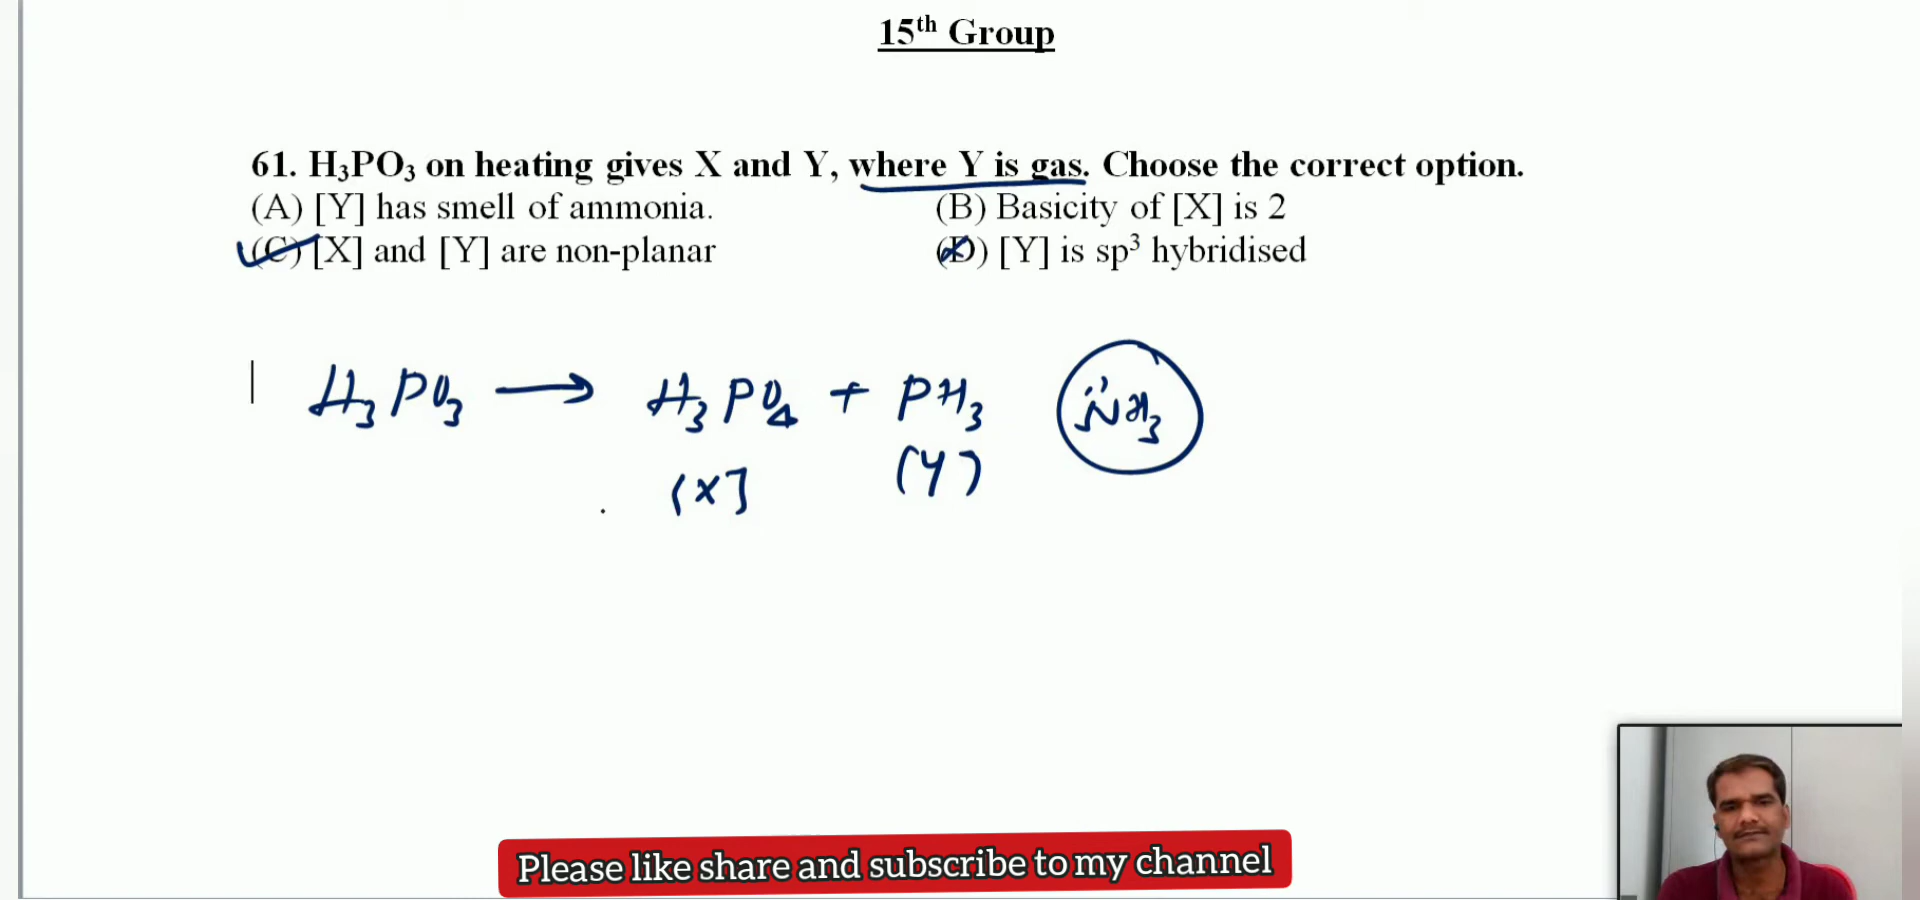 15th Group
61. H₃PO₃ on heating gives X and Y, where Y is gas. Choose the correct option.
(A) [Y] has smell of ammonia. (B) Basicity of [X] is 2
(C) [X] and [Y] are non-planar (D) [Y] is sp³ hybridised
H₃PO₃ → H₃PO₄ + PH₃ N̈H₃
[X] (Y)
Please like share and subscribe to my channel